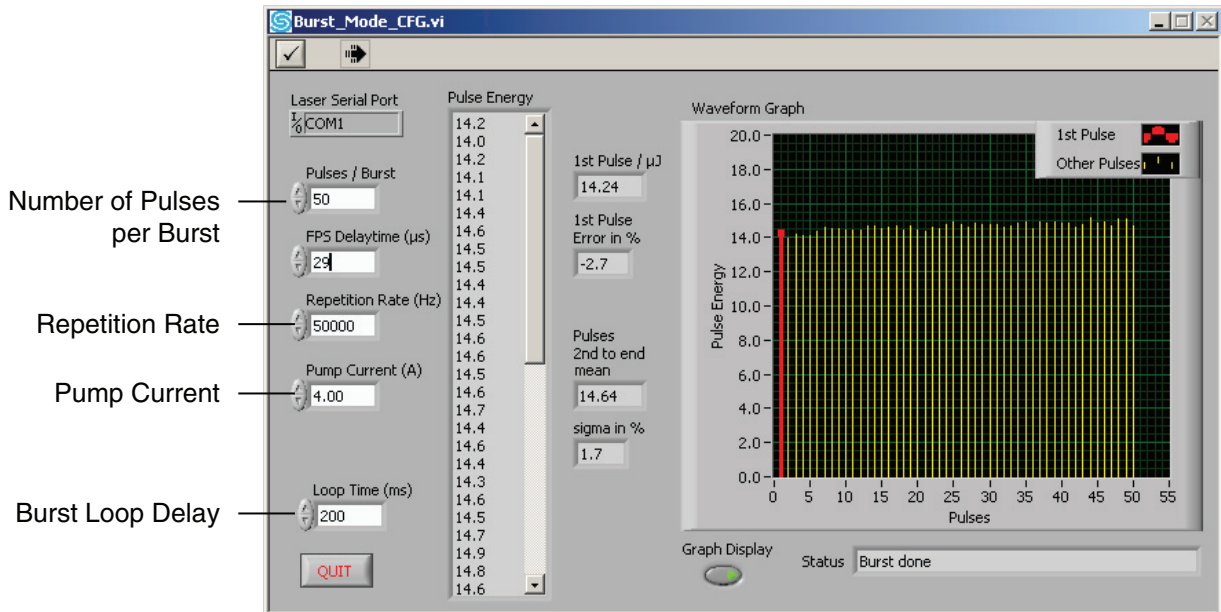 Burst_Mode_CFG.vi
Number of Pulses
per Burst
Repetition Rate
Pump Current
Burst Loop Delay
Laser Serial Port
I/O COM1
Pulses / Burst
50
FPS Delaytime (µs)
29
Repetition Rate (Hz)
50000
Pump Current (A)
4.00
Loop Time (ms)
200
QUIT
Pulse Energy
14.2
14.0
14.2
14.1
14.1
14.4
14.6
14.5
14.5
14.4
14.4
14.5
14.6
14.6
14.5
14.6
14.7
14.4
14.6
14.4
14.3
14.6
14.5
14.7
14.9
14.8
14.6
1st Pulse / µJ
14.24
1st Pulse
Error in %
-2.7
Pulses
2nd to end
mean
14.64
sigma in %
1.7
Waveform Graph
1st Pulse
Other Pulses
Pulse Energy
20.0
18.0
16.0
14.0
12.0
10.0
8.0
6.0
4.0
2.0
0.0
0 5 10 15 20 25 30 35 40 45 50 55
Pulses
Graph Display
Status Burst done